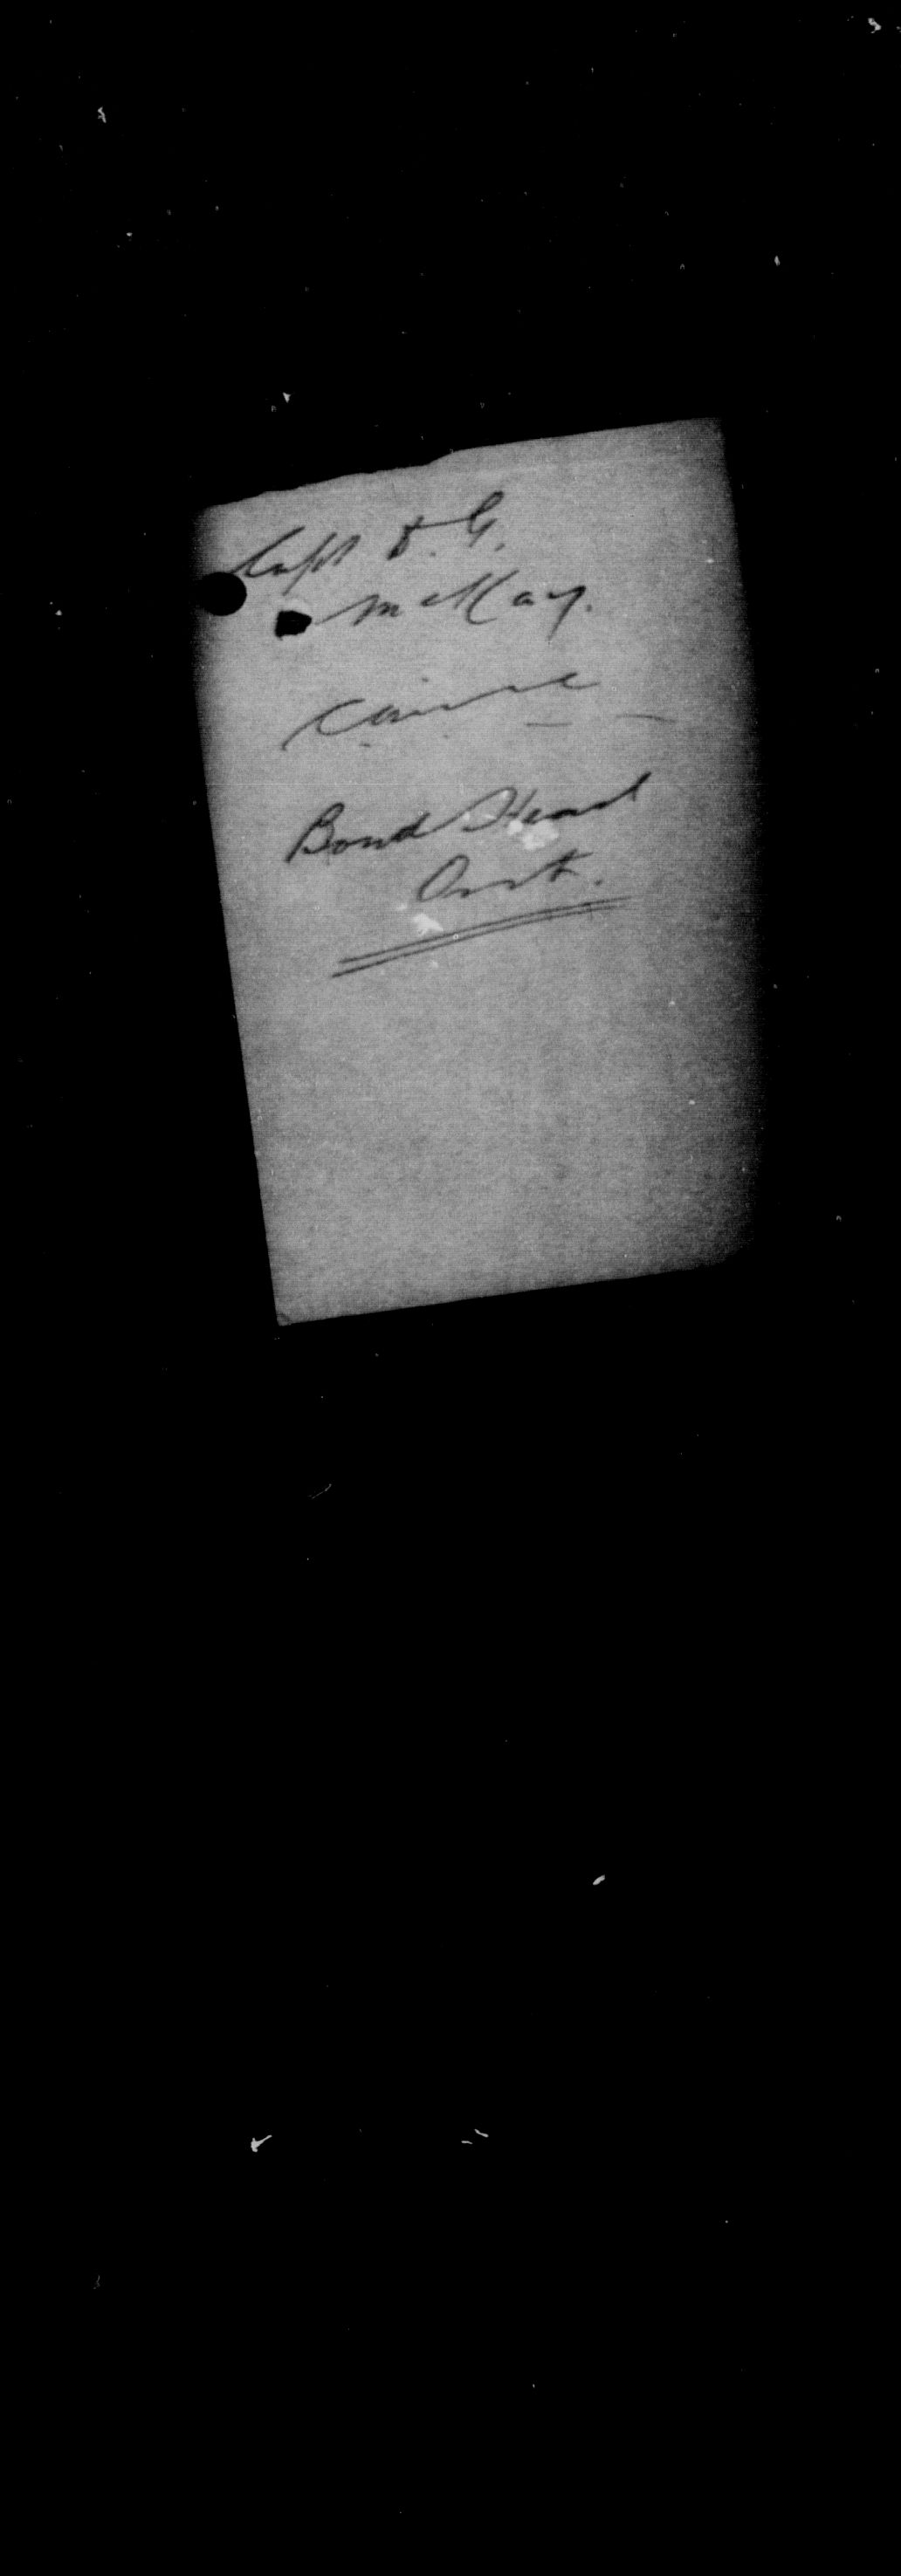 Capt D. G.
McKay.
Bond Head
Ont.